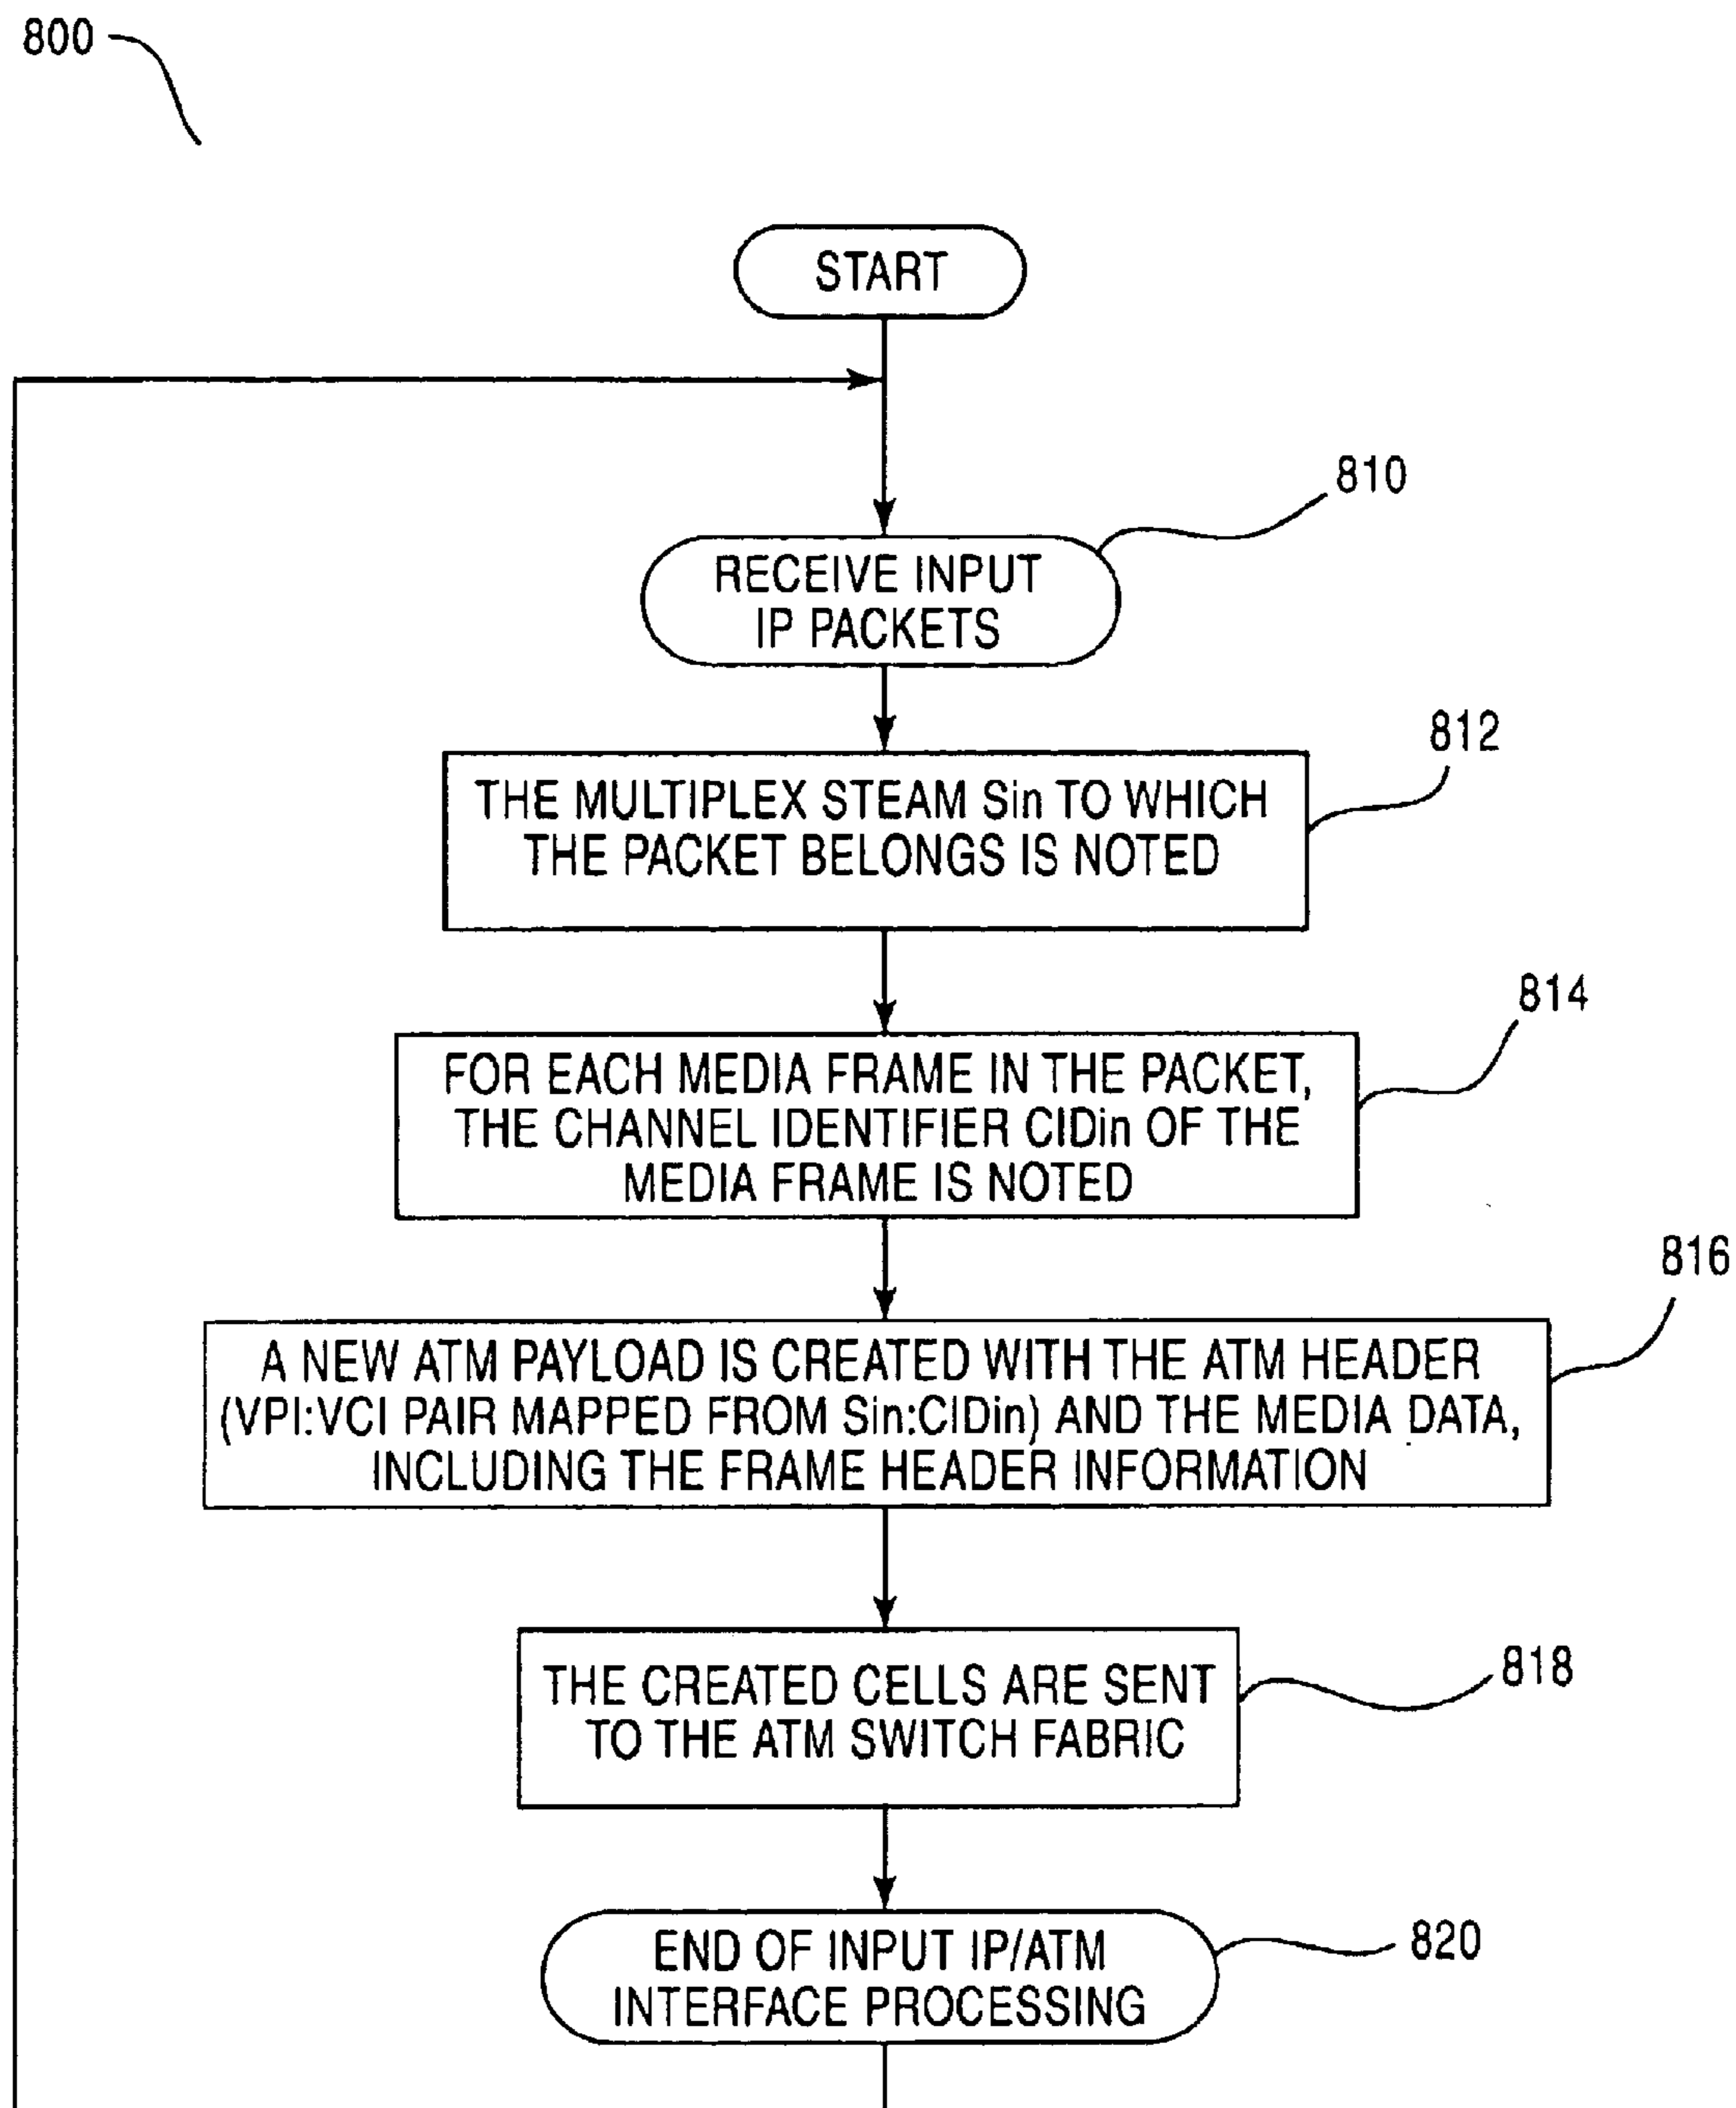 800
START
810
RECEIVE INPUT
IP PACKETS
812
THE MULTIPLEX STEAM Sin TO WHICH
THE PACKET BELONGS IS NOTED
814
FOR EACH MEDIA FRAME IN THE PACKET,
THE CHANNEL IDENTIFIER CIDin OF THE
MEDIA FRAME IS NOTED
816
A NEW ATM PAYLOAD IS CREATED WITH THE ATM HEADER
(VPI:VCI PAIR MAPPED FROM Sin:CIDin) AND THE MEDIA DATA,
INCLUDING THE FRAME HEADER INFORMATION
818
THE CREATED CELLS ARE SENT
TO THE ATM SWITCH FABRIC
820
END OF INPUT IP/ATM
INTERFACE PROCESSING